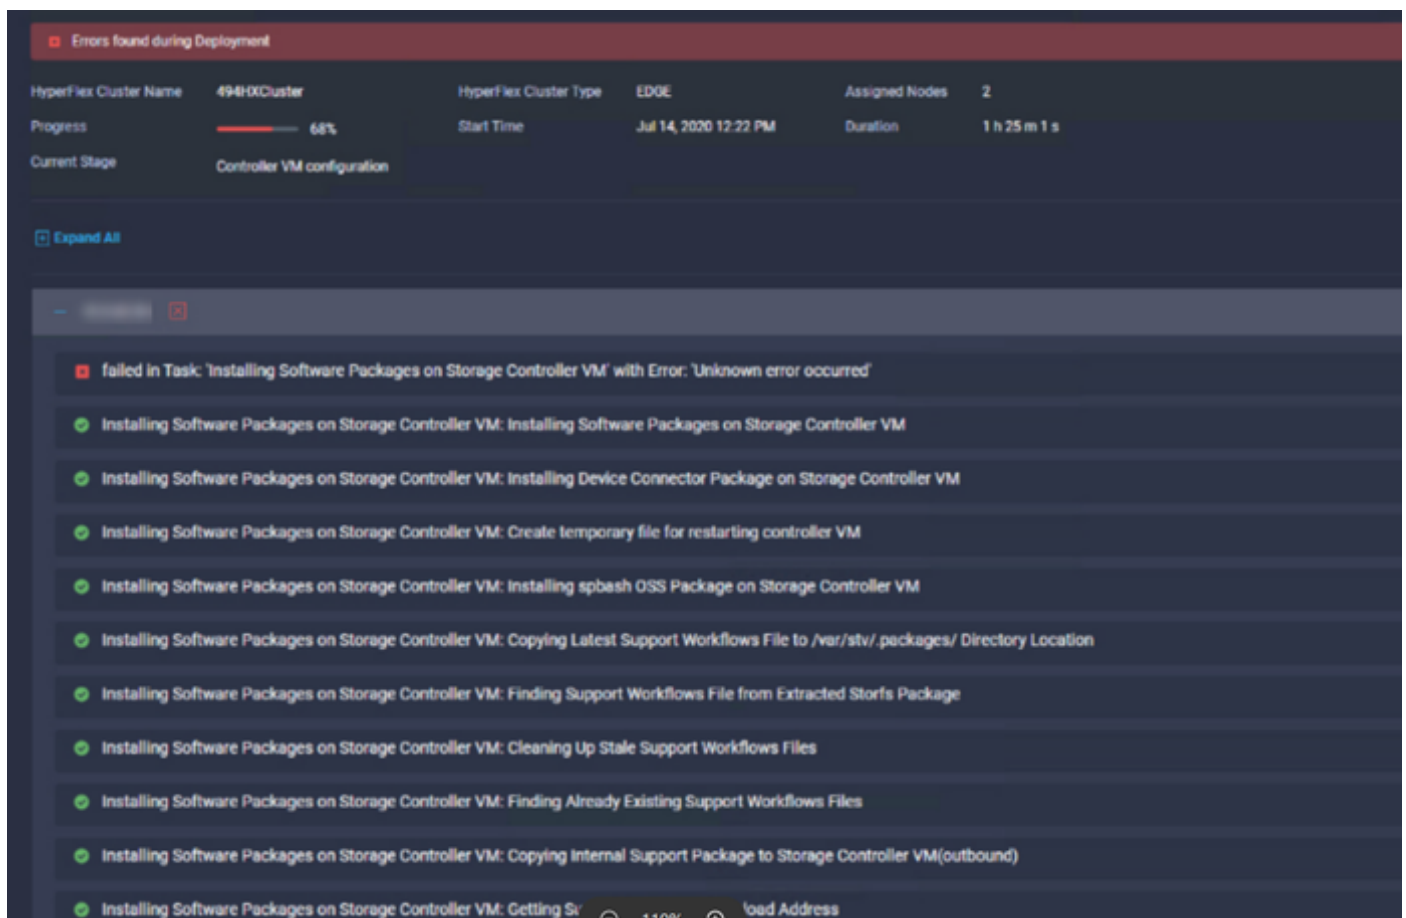 Errors found during Deployment
HyperFlex Cluster Name 494HXCluster HyperFlex Cluster Type EDGE Assigned Nodes 2
Progress 68% Start Time Jul 14, 2020 12:22 PM Duration 1 h 25 m 1 s
Current Stage Controller VM configuration
Expand All
failed in Task: 'Installing Software Packages on Storage Controller VM' with Error: 'Unknown error occurred'
Installing Software Packages on Storage Controller VM: Installing Software Packages on Storage Controller VM
Installing Software Packages on Storage Controller VM: Installing Device Connector Package on Storage Controller VM
Installing Software Packages on Storage Controller VM: Create temporary file for restarting controller VM
Installing Software Packages on Storage Controller VM: Installing spbash OSS Package on Storage Controller VM
Installing Software Packages on Storage Controller VM: Copying Latest Support Workflows File to /var/stv/.packages/ Directory Location
Installing Software Packages on Storage Controller VM: Finding Support Workflows File from Extracted Storfs Package
Installing Software Packages on Storage Controller VM: Cleaning Up Stale Support Workflows Files
Installing Software Packages on Storage Controller VM: Finding Already Existing Support Workflows Files
Installing Software Packages on Storage Controller VM: Copying Internal Support Package to Storage Controller VM(outbound)
Installing Software Packages on Storage Controller VM: Getting Address